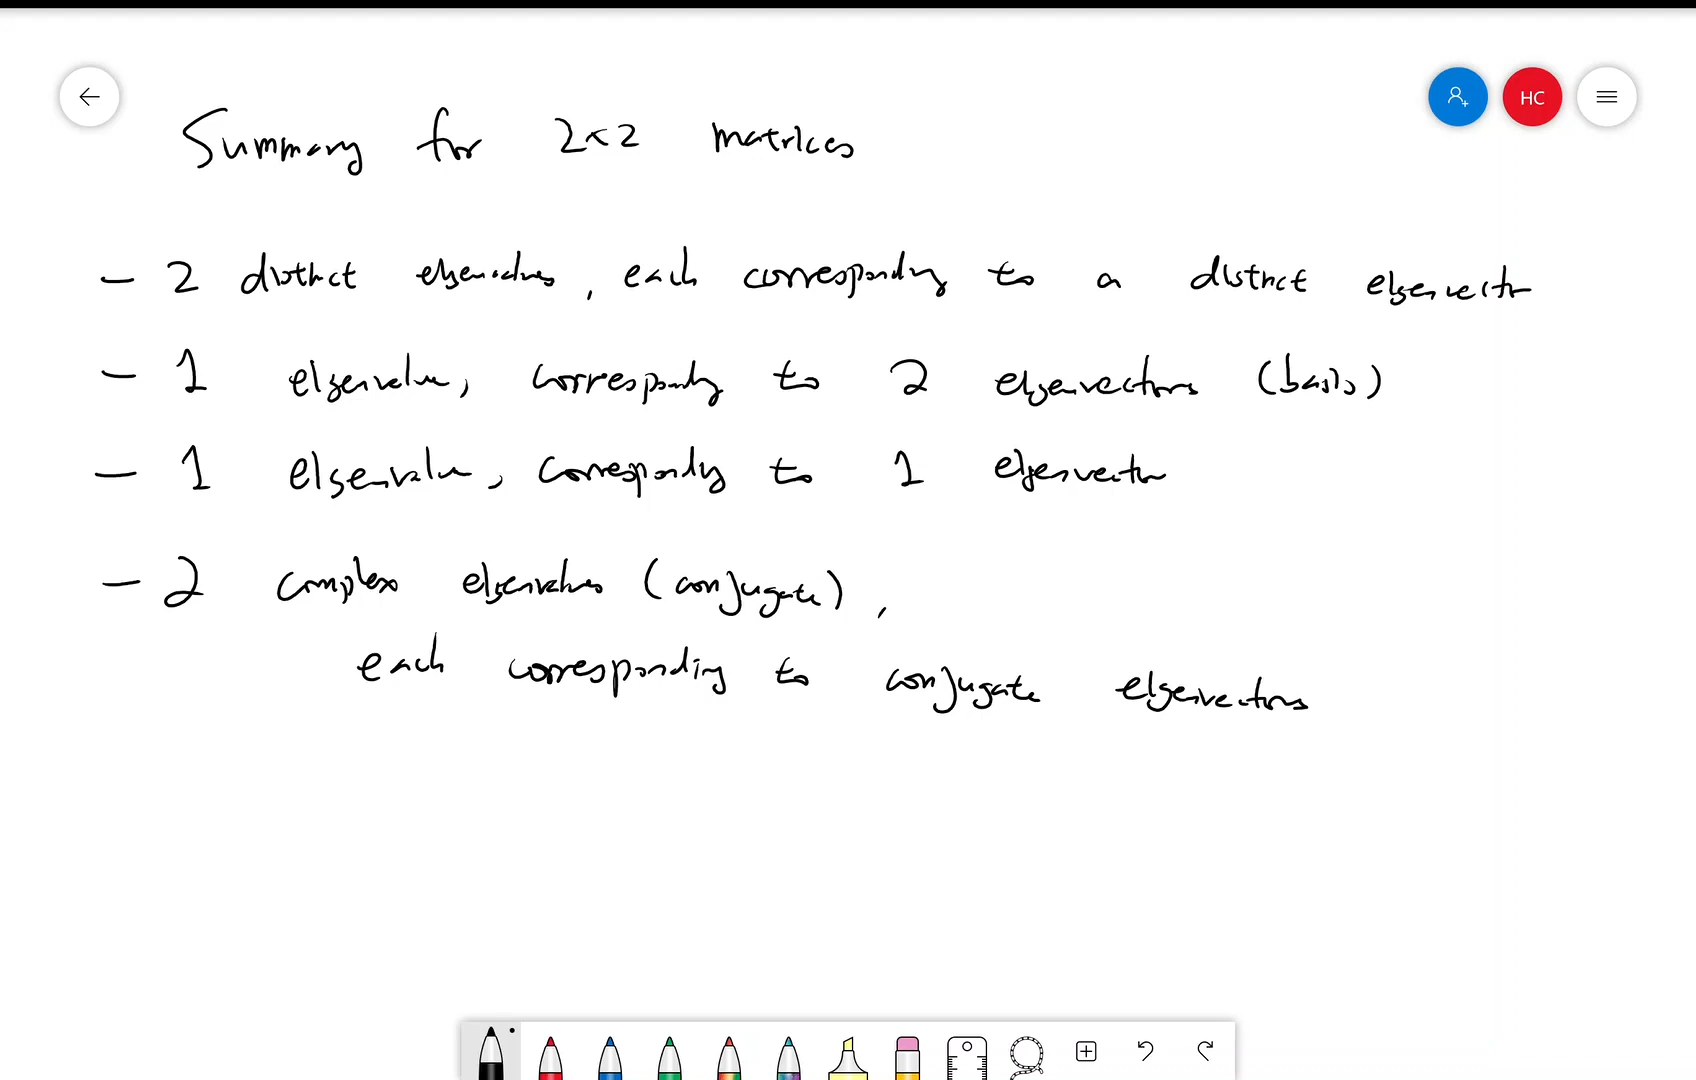 HC
Summary for 2×2 matrices
- 2 distinct eigenvalues, each corresponding to a distinct eigenvector
- 1 eigenvalue, corresponding to 2 eigenvectors (basis)
- 1 eigenvalue, corresponding to 1 eigenvector
- 2 complex eigenvalues (conjugate),
each corresponding to conjugate eigenvectors